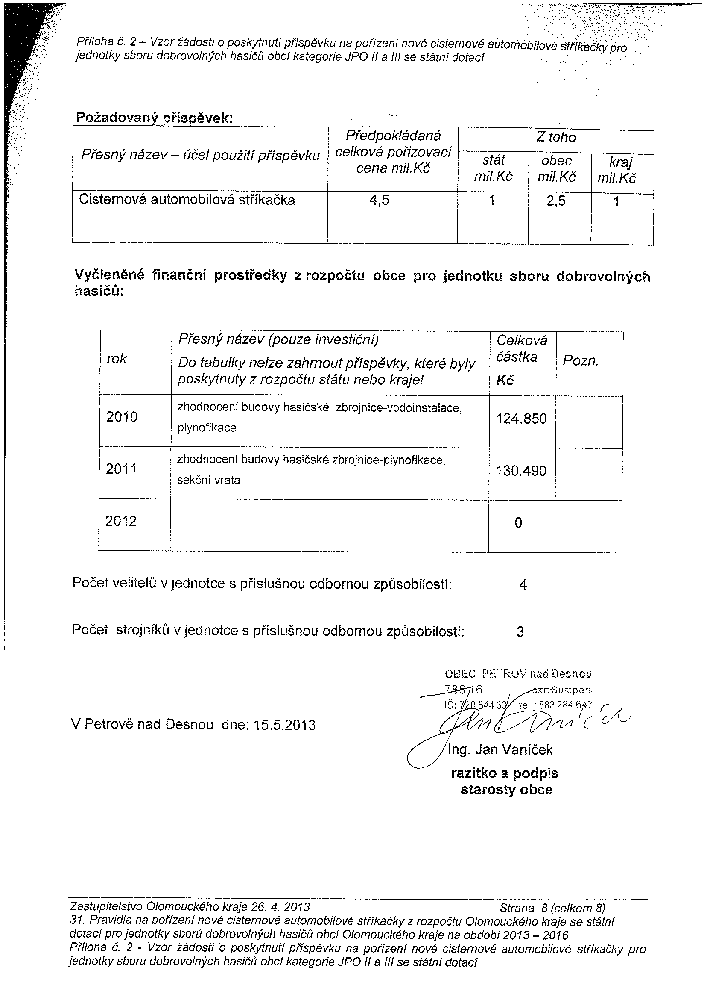 Příloha č. 2 – Vzor žádosti o poskytnutí příspěvku na pořízení nové cisternové automobilové stříkačky pro
jednotky sboru dobrovolných hasičů obcí kategorie JPO II a III se státní dotací
Požadovaný příspěvek:
Přesný název – účel použití příspěvku
Předpokládaná
celková pořizovací
cena mil.Kč
Z toho
stát
mil.Kč
obec
mil.Kč
kraj
mil.Kč
Cisternová automobilová stříkačka 4,5 1 2,5 1
Vyčleněné finanční prostředky z rozpočtu obce pro jednotku sboru dobrovolných
hasičů:
rok
Přesný název (pouze investiční)
Do tabulky nelze zahrnout příspěvky, které byly
poskytnuty z rozpočtu státu nebo kraje!
Celková
částka
Kč
Pozn.
2010
zhodnocení budovy hasičské zbrojnice-vodoinstalace,
plynofikace
124.850
2011
zhodnocení budovy hasičské zbrojnice-plynofikace,
sekční vrata
130.490
2012 0
Počet velitelů v jednotce s příslušnou odbornou způsobilostí: 4
Počet strojníků v jednotce s příslušnou odbornou způsobilostí: 3
OBEC PETROV nad Desnou
788 16 okr. Šumperk
IČ: 720 544 33 tel.: 583 284 647
V Petrově nad Desnou dne: 15.5.2013
Ing. Jan Vaníček
razítko a podpis
starosty obce
Zastupitelstvo Olomouckého kraje 26. 4. 2013 Strana 8 (celkem 8)
31. Pravidla na pořízení nové cisternové automobilové stříkačky z rozpočtu Olomouckého kraje se státní
dotací pro jednotky sborů dobrovolných hasičů obcí Olomouckého kraje na období 2013 – 2016
Příloha č. 2 - Vzor žádosti o poskytnutí příspěvku na pořízení nové cisternové automobilové stříkačky pro
jednotky sboru dobrovolných hasičů obcí kategorie JPO II a III se státní dotací